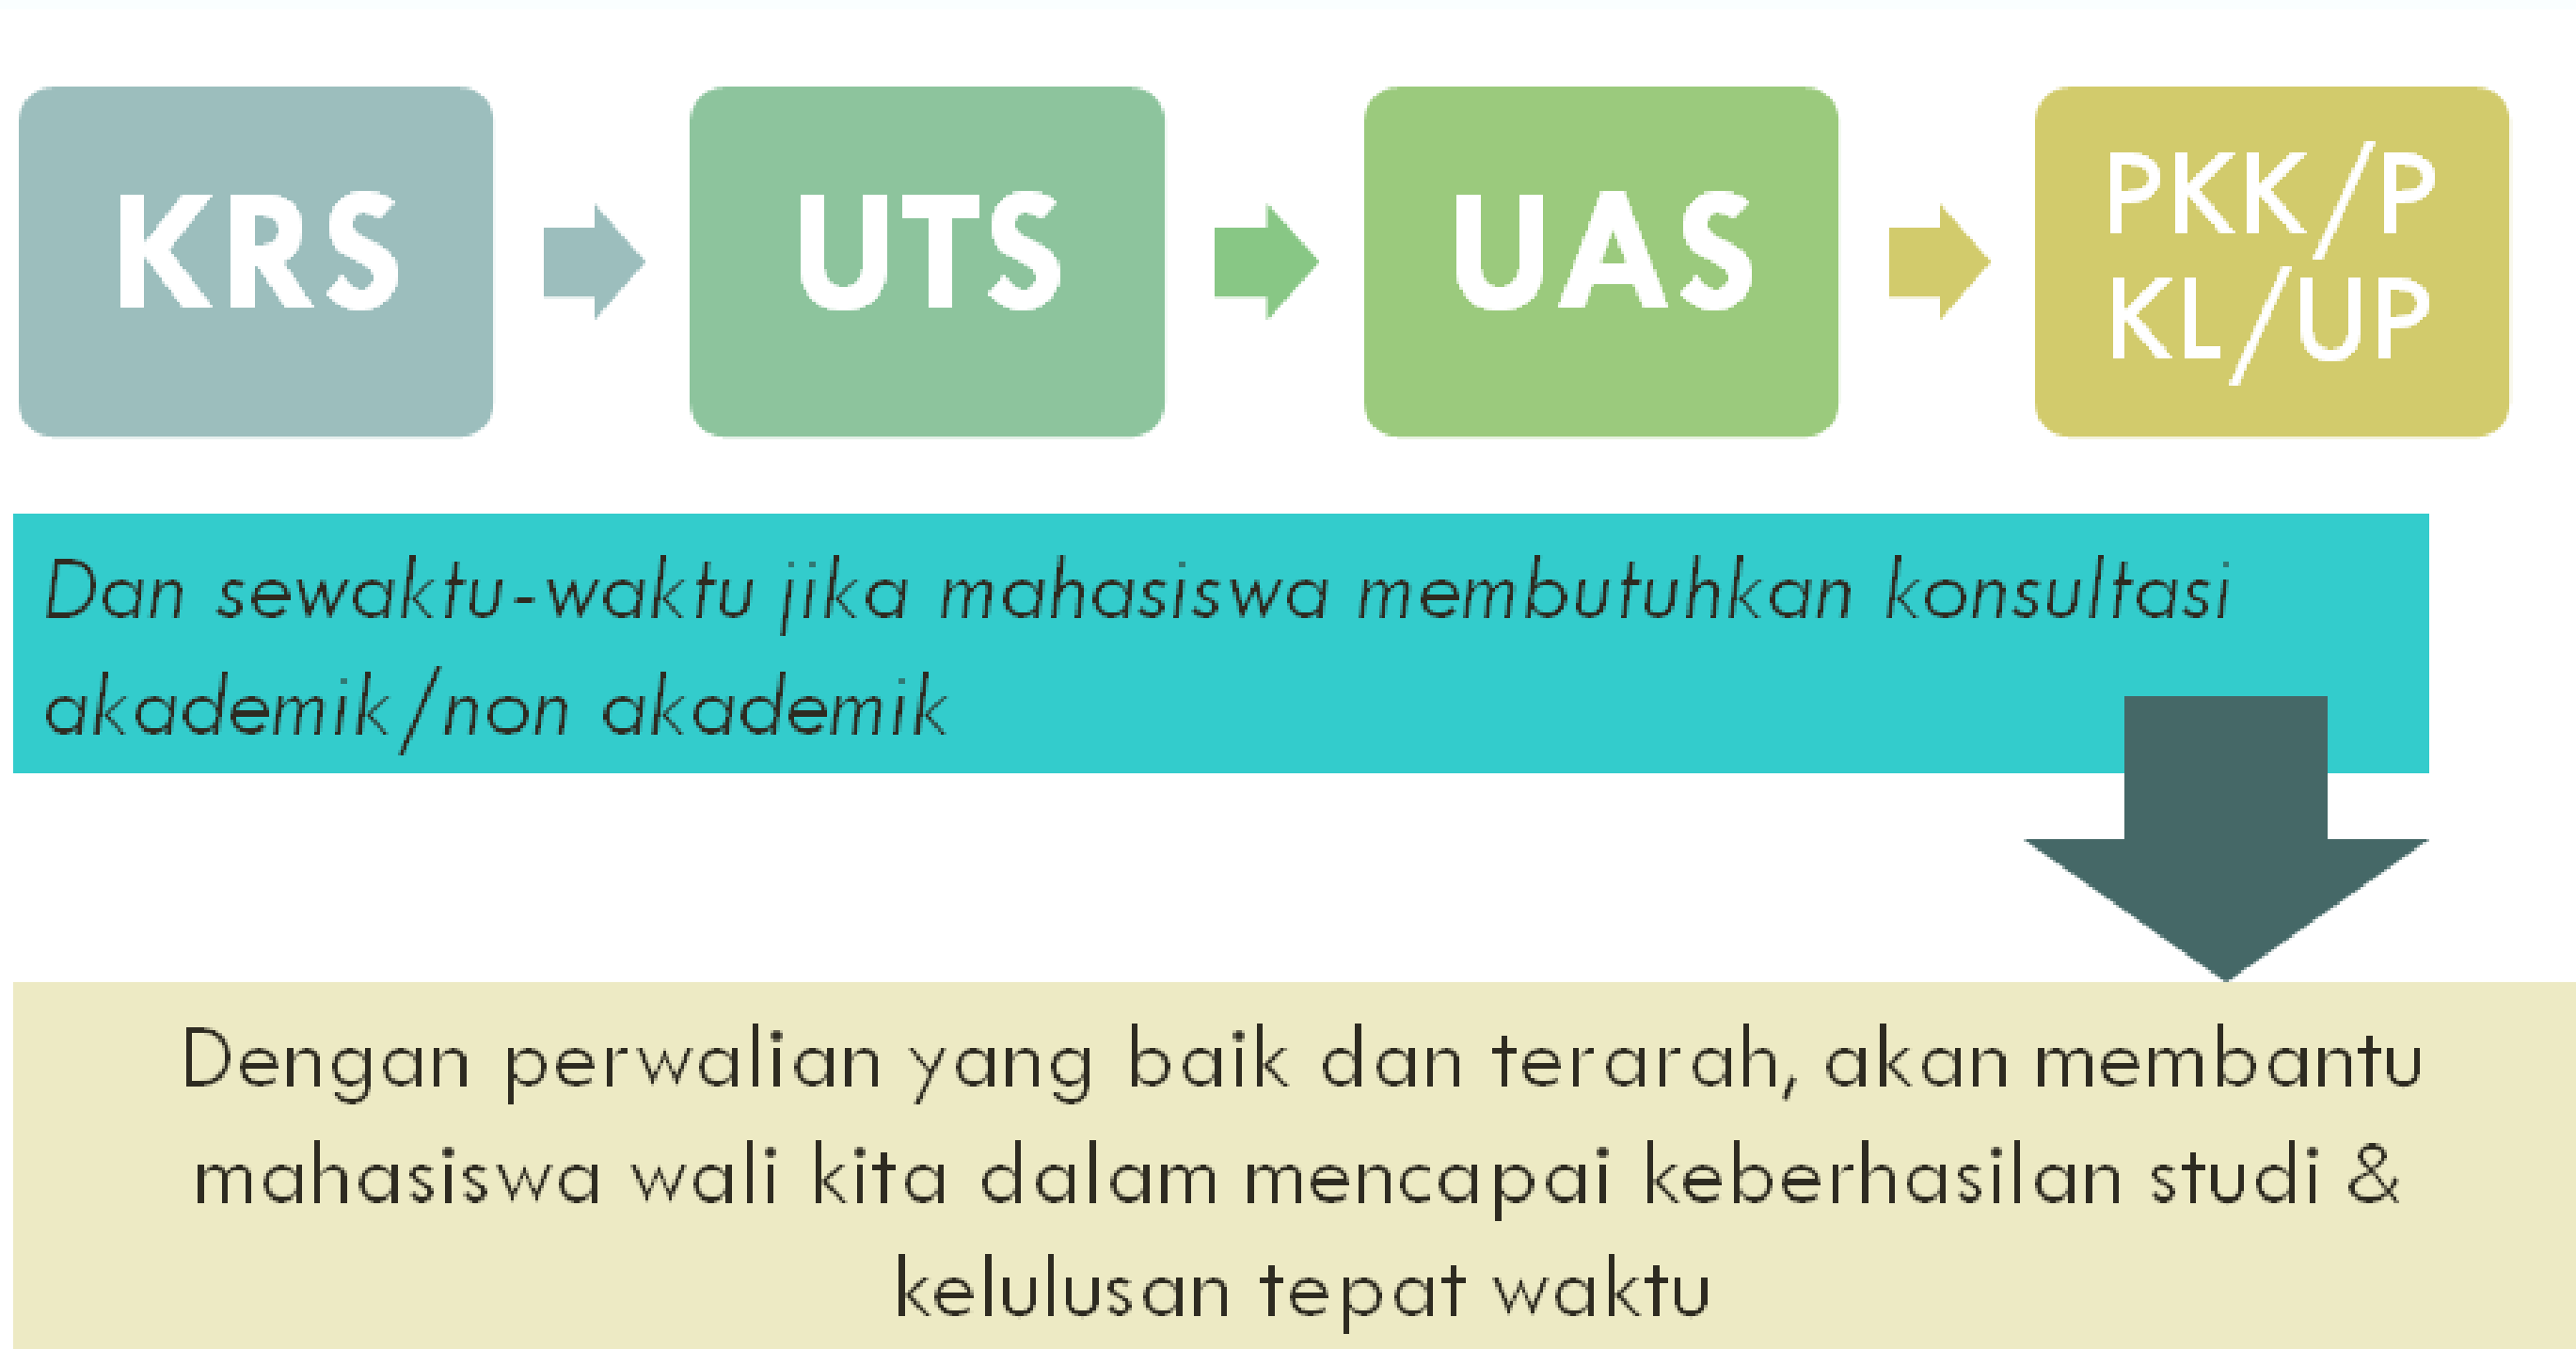 KRS
UTS
UAS
PKK/P
KL/UP
Dan sewaktu-waktu jika mahasiswa membutuhkan konsultasi
akademik/non akademik
Dengan perwalian yang baik dan terarah, akan membantu
mahasiswa wali kita dalam mencapai keberhasilan studi &
kelulusan tepat waktu